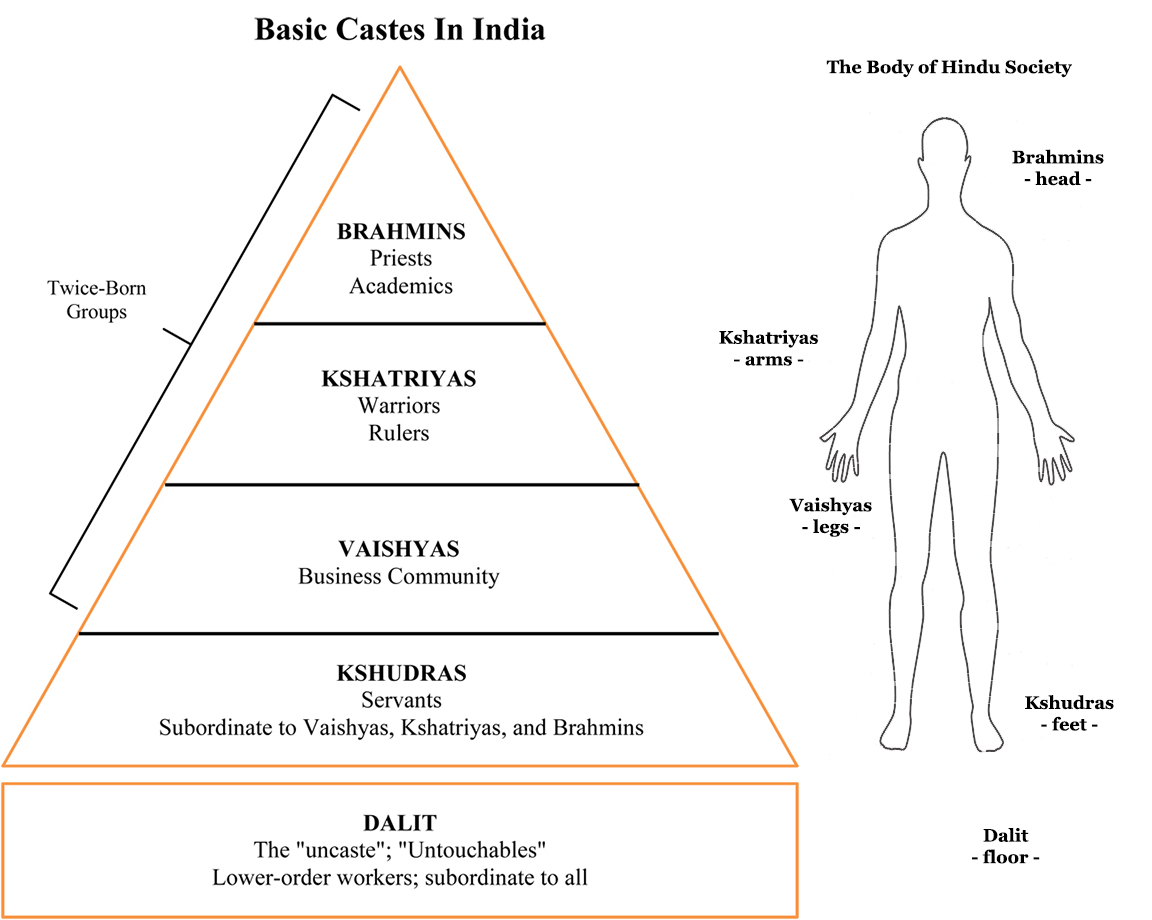 Basic Castes In India
Twice-Born
Groups
BRAHMINS
Priests
Academics
KSHATRIYAS
Warriors
Rulers
VAISHYAS
Business Community
KSHUDRAS
Servants
Subordinate to Vaishyas, Kshatriyas, and Brahmins
DALIT
The "uncaste"; "Untouchables"
Lower-order workers; subordinate to all
The Body of Hindu Society
Brahmins
- head -
Kshatriyas
- arms -
Vaishyas
- legs -
Kshudras
- feet -
Dalit
- floor -